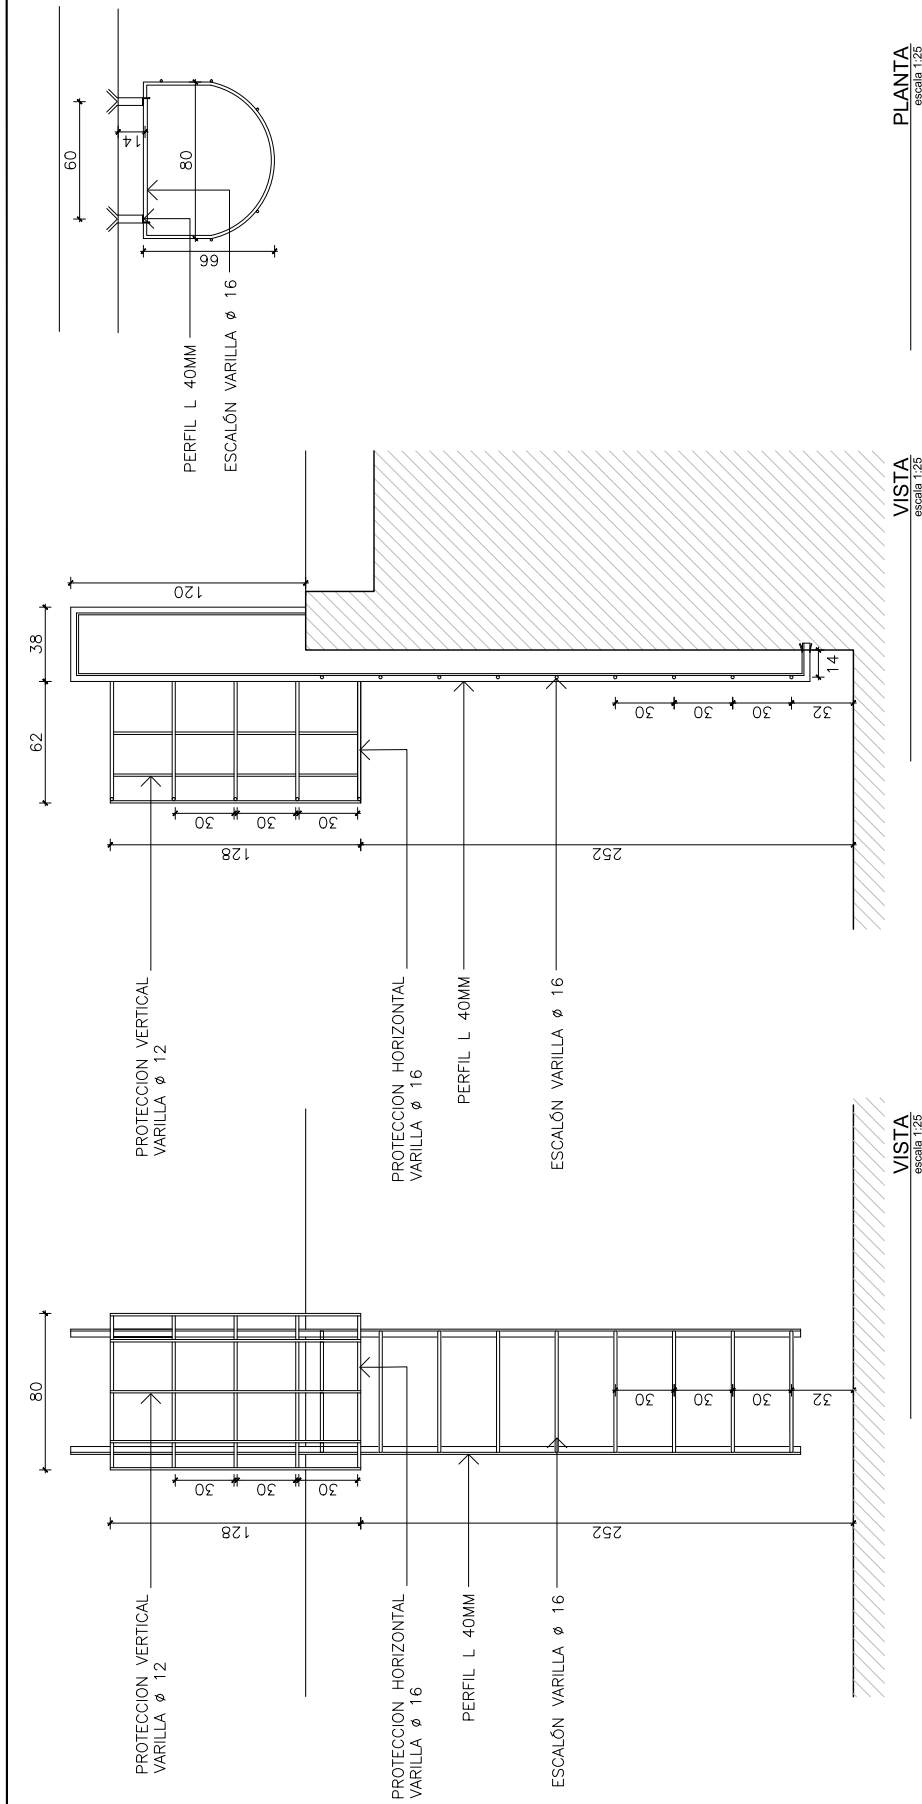 80
PROTECCION VERTICAL
VARILLA ø 12
128
30
30
30
PROTECCION HORIZONTAL
VARILLA ø 16
PERFIL L 40MM
252
ESCALÓN VARILLA ø 16
30
30
30
32
VISTA
escala 1:25
62
38
120
PROTECCION VERTICAL
VARILLA ø 12
128
30
30
30
PROTECCION HORIZONTAL
VARILLA ø 16
PERFIL L 40MM
252
ESCALÓN VARILLA ø 16
30
30
30
32
14
VISTA
escala 1:25
60
14
80
66
PERFIL L 40MM
ESCALÓN VARILLA ø 16
PLANTA
escala 1:25